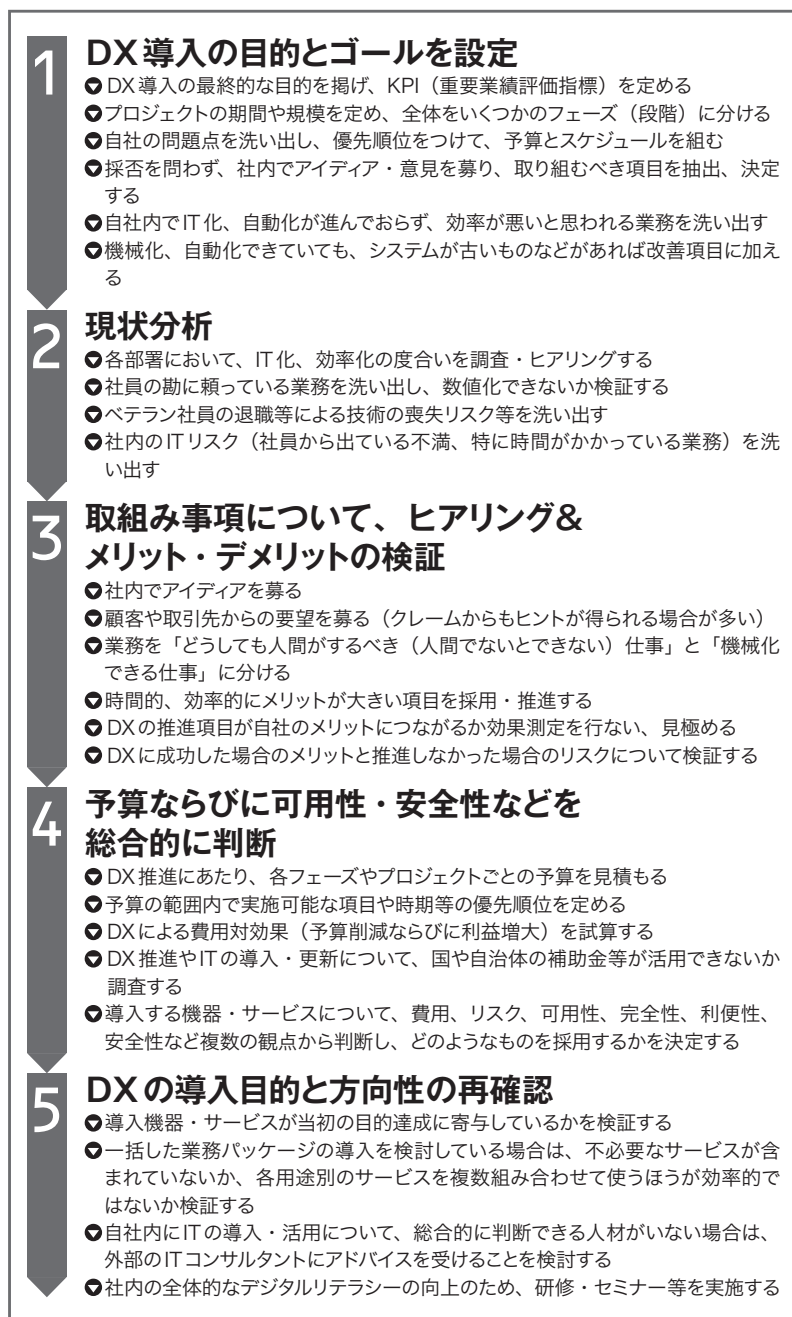 1
DX導入の目的とゴールを設定
DX導入の最終的な目的を掲げ、KPI（重要業績評価指標）を定める
プロジェクトの期間や規模を定め、全体をいくつかのフェーズ（段階）に分ける
自社の問題点を洗い出し、優先順位をつけて、予算とスケジュールを組む
採否を問わず、社内でアイディア・意見を募り、取り組むべき項目を抽出、決定
する
自社内でIT化、自動化が進んでおらず、効率が悪いと思われる業務を洗い出す
機械化、自動化できていても、システムが古いものなどがあれば改善項目に加え
る
2
現状分析
各部署において、IT化、効率化の度合いを調査・ヒアリングする
社員の勘に頼っている業務を洗い出し、数値化できないか検証する
ベテラン社員の退職等による技術の喪失リスク等を洗い出す
社内のITリスク（社員から出ている不満、特に時間がかかっている業務）を洗
い出す
3
取組み事項について、ヒアリング&
メリット・デメリットの検証
社内でアイディアを募る
顧客や取引先からの要望を募る（クレームからもヒントが得られる場合が多い）
業務を「どうしても人間がするべき（人間でないとできない）仕事」と「機械化
できる仕事」に分ける
時間的、効率的にメリットが大きい項目を採用・推進する
DXの推進項目が自社のメリットにつながるか効果測定を行ない、見極める
DXに成功した場合のメリットと推進しなかった場合のリスクについて検証する
4
予算ならびに可用性・安全性などを
総合的に判断
DX推進にあたり、各フェーズやプロジェクトごとの予算を見積もる
予算の範囲内で実施可能な項目や時期等の優先順位を定める
DXによる費用対効果（予算削減ならびに利益増大）を試算する
DX推進やITの導入・更新について、国や自治体の補助金等が活用できないか
調査する
導入する機器・サービスについて、費用、リスク、可用性、完全性、利便性、
安全性など複数の観点から判断し、どのようなものを採用するかを決定する
5
DXの導入目的と方向性の再確認
導入機器・サービスが当初の目的達成に寄与しているかを検証する
一括した業務パッケージの導入を検討している場合は、不必要なサービスが含
まれていないか、各用途別のサービスを複数組み合わせて使うほうが効率的で
はないか検証する
自社内にITの導入・活用について、総合的に判断できる人材がいない場合は、
外部のITコンサルタントにアドバイスを受けることを検討する
社内の全体的なデジタルリテラシーの向上のため、研修・セミナー等を実施する